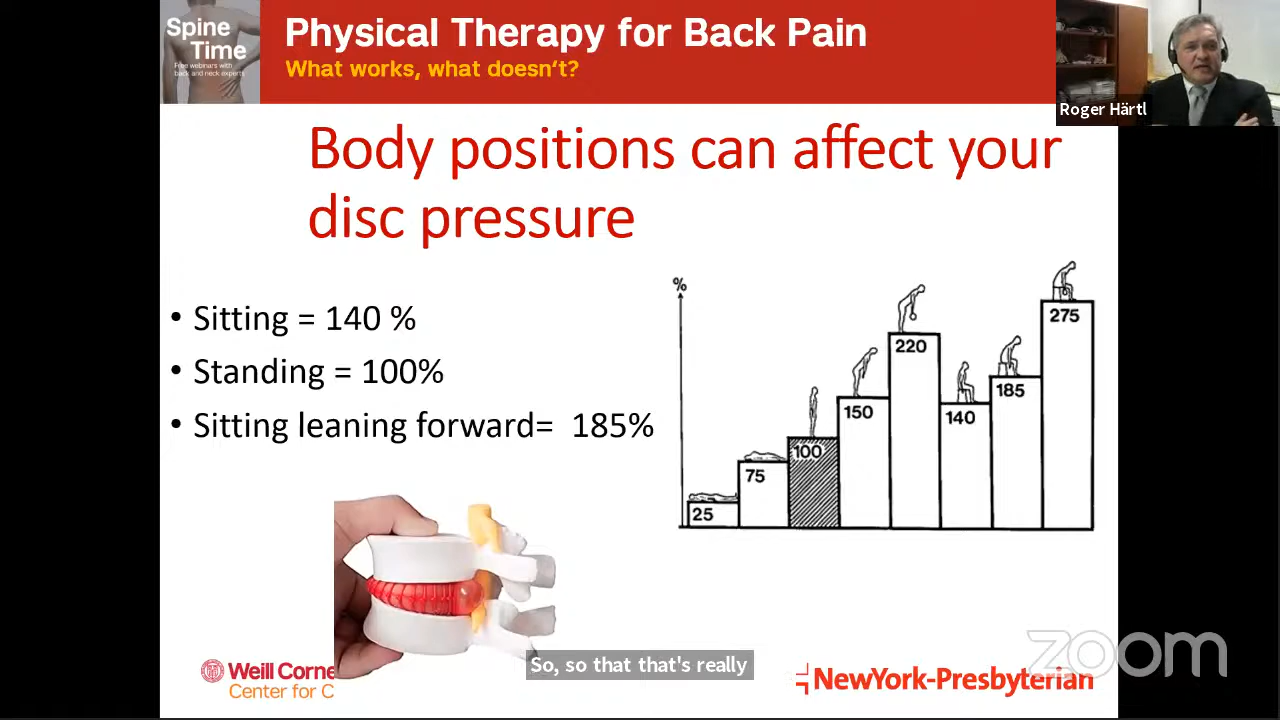 Spine
Time
Free webinars with
back and neck experts
Physical Therapy for Back Pain
What works, what doesn't?
Roger Härtl
Body positions can affect your
disc pressure
• Sitting = 140 %
• Standing = 100%
• Sitting leaning forward= 185%
%
25
75
100
150
220
140
185
275
Weill Corne
Center for C
So, so that that's really
NewYork-Presbyterian
zoom